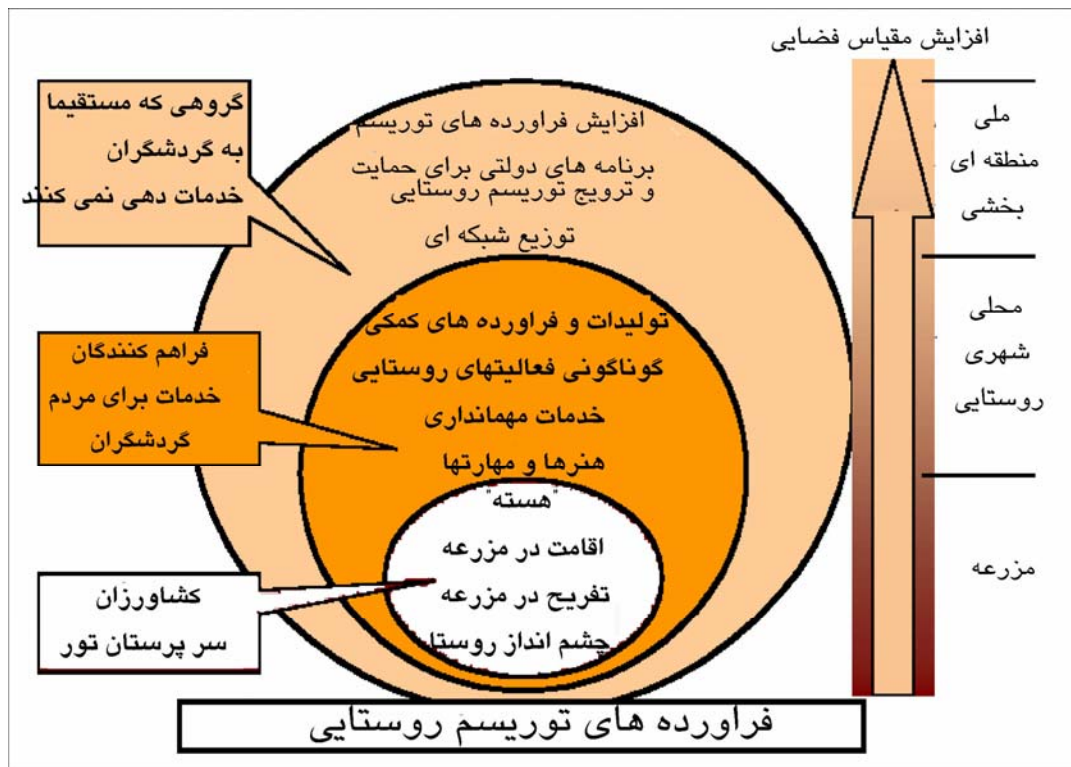 افزایش مقیاس فضایی
ملی
منطقه ای
بخشی
محلی
شهری
روستایی
مزرعه
افزایش فراورده های توریسم
برنامه های دولتی برای حمایت
و ترویج توریسم روستایی
توزیع شبکه ای
تولیدات و فراورده های کمکی
گوناگونی فعالیتهای روستایی
خدمات مهمانداری
هنرها و مهارتها
"هسته"
اقامت در مزرعه
تفریح در مزرعه
چشم انداز روستا
گروهی که مستقیما
به گردشگران
خدمات دهی نمی کنند
فراهم کنندگان
خدمات برای مردم
گردشگران
کشاورزان
سر پرستان تور
فراورده های توریسم روستایی